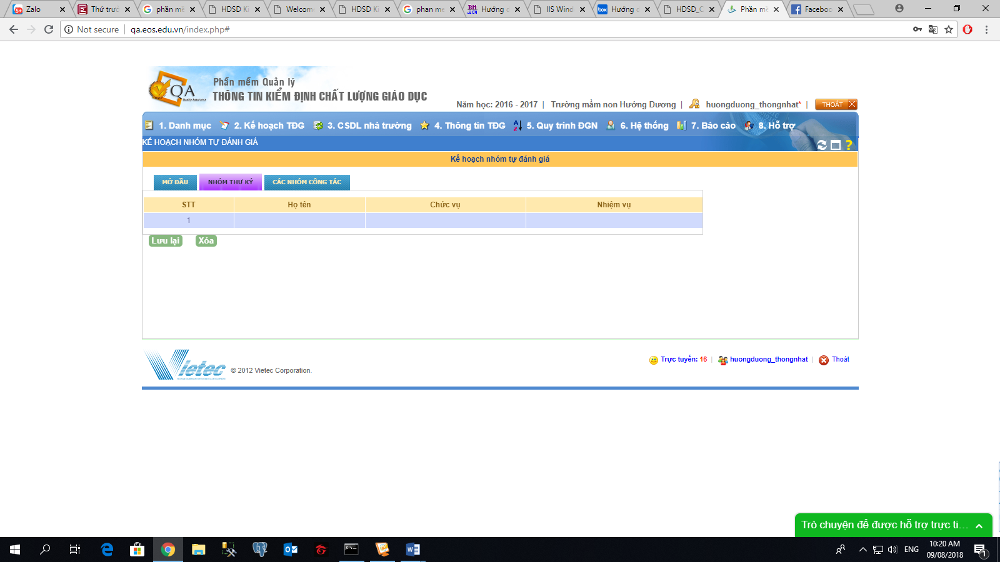 Zalo
Thứ trưở
phần mề
HDSD Ki
Welcome
HDSD Ki
phan me
Hướng d
IIS Wind
Hướng d
HDSD_C
Phần mề
Faceboo
Not secure
qa.eos.edu.vn/index.php#
QA
Quality Assurance
Phần mềm Quản lý
THÔNG TIN KIỂM ĐỊNH CHẤT LƯỢNG GIÁO DỤC
Năm học: 2016 - 2017 | Trường mầm non Hướng Dương | huongduong_thongnhat* | THOÁT
1. Danh mục 2. Kế hoạch TĐG 3. CSDL nhà trường 4. Thông tin TĐG 5. Quy trình ĐGN 6. Hệ thống 7. Báo cáo 8. Hỗ trợ
KẾ HOẠCH NHÓM TỰ ĐÁNH GIÁ
Kế hoạch nhóm tự đánh giá
MỞ ĐẦU NHÓM THƯ KÝ CÁC NHÓM CÔNG TÁC
STT Họ tên Chức vụ Nhiệm vụ
1
Lưu lại Xóa
Vietec © 2012 Vietec Corporation.
Trực tuyến: 16 | huongduong_thongnhat | Thoát
Trò chuyện để được hỗ trợ trực ti...
ENG
10:20 AM
09/08/2018
1